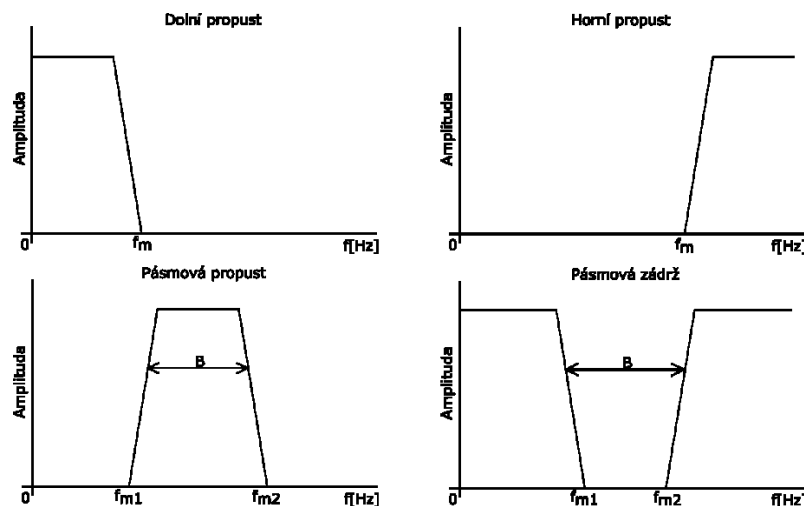 Dolní propust
Amplituda
0
fm
f[Hz]
Horní propust
Amplituda
0
fm
f[Hz]
Pásmová propust
Amplituda
B
0
fm1
fm2
f[Hz]
Pásmová zádrž
Amplituda
B
0
fm1
fm2
f[Hz]